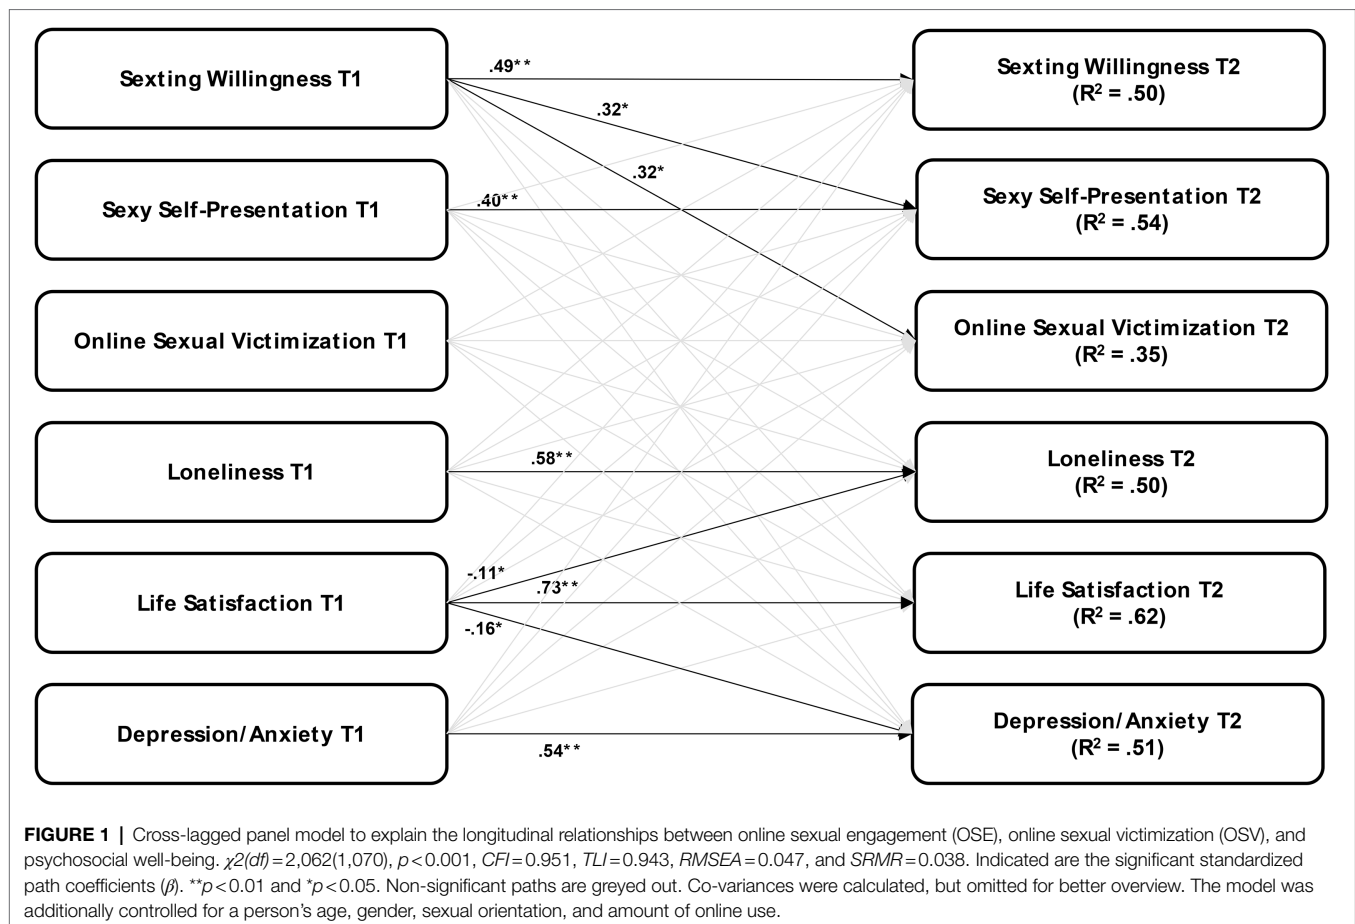 Sexting Willingness T1
.49**
Sexting Willingness T2
(R² = .50)
.32*
.32*
Sexy Self-Presentation T1
.40**
Sexy Self-Presentation T2
(R² = .54)
Online Sexual Victimization T1
Online Sexual Victimization T2
(R² = .35)
Loneliness T1
.58**
Loneliness T2
(R² = .50)
Life Satisfaction T1
-.11*
.73**
-.16*
Life Satisfaction T2
(R² = .62)
Depression/Anxiety T1
.54**
Depression/Anxiety T2
(R² = .51)
FIGURE 1 | Cross-lagged panel model to explain the longitudinal relationships between online sexual engagement (OSE), online sexual victimization (OSV), and
psychosocial well-being. χ2(df)=2,062(1,070), p<0.001, CFI=0.951, TLI=0.943, RMSEA=0.047, and SRMR=0.038. Indicated are the significant standardized
path coefficients (β). **p<0.01 and *p<0.05. Non-significant paths are greyed out. Co-variances were calculated, but omitted for better overview. The model was
additionally controlled for a person's age, gender, sexual orientation, and amount of online use.